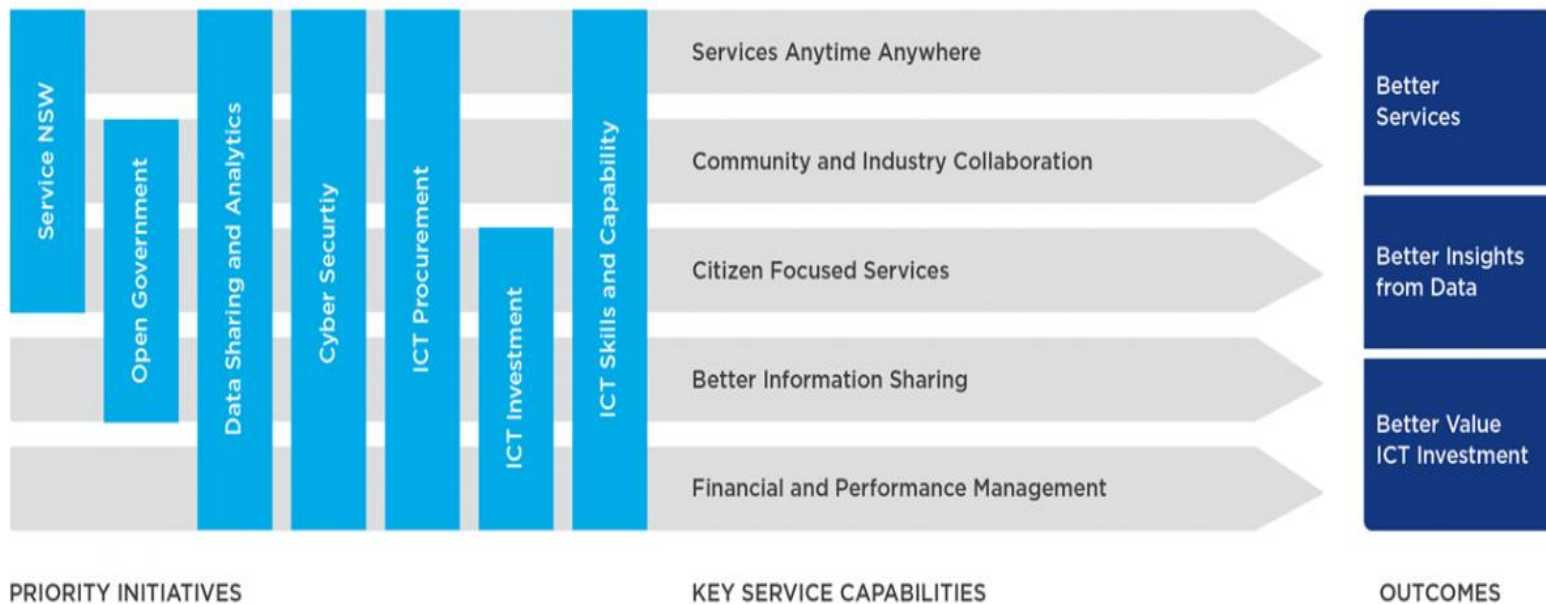 Service NSW
Open Government
Data Sharing and Analytics
Cyber Securtiy
ICT Procurement
ICT Investment
ICT Skills and Capability
Services Anytime Anywhere
Community and Industry Collaboration
Citizen Focused Services
Better Information Sharing
Financial and Performance Management
Better
Services
Better Insights
from Data
Better Value
ICT Investment
PRIORITY INITIATIVES
KEY SERVICE CAPABILITIES
OUTCOMES